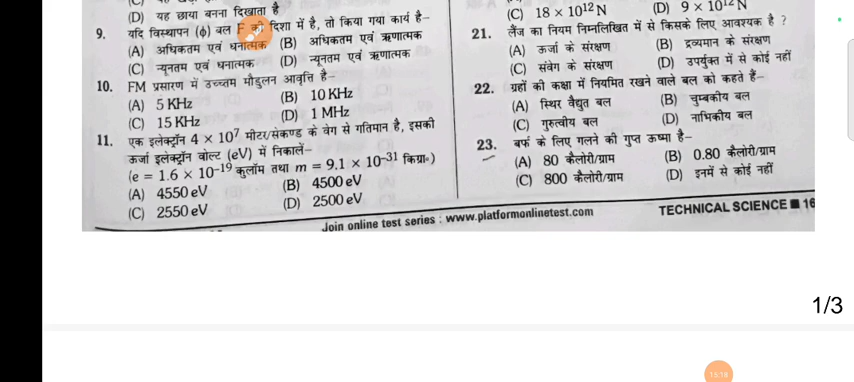 (D) यह छाया बनना दिखाता है
9. यदि विस्थापन (ϕ) बल F की दिशा में है, तो किया गया कार्य है–
(A) अधिकतम एवं धनात्मक (B) अधिकतम एवं ऋणात्मक
(C) न्यूनतम एवं धनात्मक (D) न्यूनतम एवं ऋणात्मक
10. FM प्रसारण में उच्चतम मौडुलन आवृत्ति है–
(A) 5 KHz (B) 10 KHz
(C) 15 KHz (D) 1 MHz
11. एक इलेक्ट्रॉन 4 × 10⁷ मीटर/सेकण्ड के वेग से गतिमान है, इसकी
ऊर्जा इलेक्ट्रॉन वोल्ट (eV) में निकालें–
(e = 1.6 × 10⁻¹⁹ कुलॉम तथा m = 9.1 × 10⁻³¹ किग्रा०)
(A) 4550 eV (B) 4500 eV
(C) 2550 eV (D) 2500 eV
(C) 18 × 10¹² N (D) 9 × 10¹² N
21. लैंज का नियम निम्नलिखित में से किसके लिए आवश्यक है ?
(A) ऊर्जा के संरक्षण (B) द्रव्यमान के संरक्षण
(C) संवेग के संरक्षण (D) उपर्युक्त में से कोई नहीं
22. ग्रहों की कक्षा में नियमित रखने वाले बल को कहते हैं–
(A) स्थिर वैद्युत बल (B) चुम्बकीय बल
(C) गुरुत्वीय बल (D) नाभिकीय बल
23. बर्फ के लिए गलने की गुप्त ऊष्मा है–
(A) 80 कैलोरी/ग्राम (B) 0.80 कैलोरी/ग्राम
(C) 800 कैलोरी/ग्राम (D) इनमें से कोई नहीं
Join online test series : www.platformonlinetest.com
TECHNICAL SCIENCE ■ 16
1/3